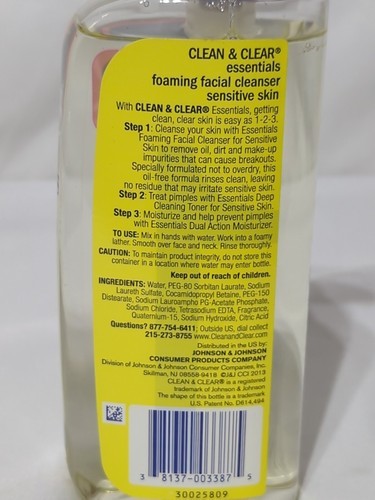 CLEAN & CLEAR®
essentials
foaming facial cleanser
sensitive skin
With CLEAN & CLEAR® Essentials, getting
clean, clear skin is easy as 1-2-3.
Step 1: Cleanse your skin with Essentials
Foaming Facial Cleanser for Sensitive
Skin to remove oil, dirt and make-up
impurities that can cause breakouts.
Specially formulated not to overdry, this
oil-free formula rinses clean, leaving
no residue that may irritate sensitive skin.
Step 2: Treat pimples with Essentials Deep
Cleaning Toner for Sensitive Skin.
Step 3: Moisturize and help prevent pimples
with Essentials Dual Action Moisturizer.
TO USE: Mix in hands with water. Work into a foamy
lather. Smooth over face and neck. Rinse thoroughly.
CAUTION: To maintain product integrity, do not store this
container in a location where water may enter bottle.
Keep out of reach of children.
INGREDIENTS: Water, PEG-80 Sorbitan Laurate, Sodium
Laureth Sulfate, Cocamidopropyl Betaine, PEG-150
Distearate, Sodium Lauroampho PG-Acetate Phosphate,
Sodium Chloride, Tetrasodium EDTA, Fragrance,
Quaternium-15, Sodium Hydroxide, Citric Acid
Questions? 877-754-6411; Outside US, dial collect
215-273-8755 www.CleanandClear.com
Distributed in the US by:
JOHNSON & JOHNSON
CONSUMER PRODUCTS COMPANY
Division of Johnson & Johnson Consumer Companies, Inc.
Skillman, NJ 08558-9418 ©J&J CCI 2013
CLEAN & CLEAR® is a registered
trademark of Johnson & Johnson
The shape of this bottle is a trademark
U.S. Patent No. D614,494
3 8137-003387 5
30025809